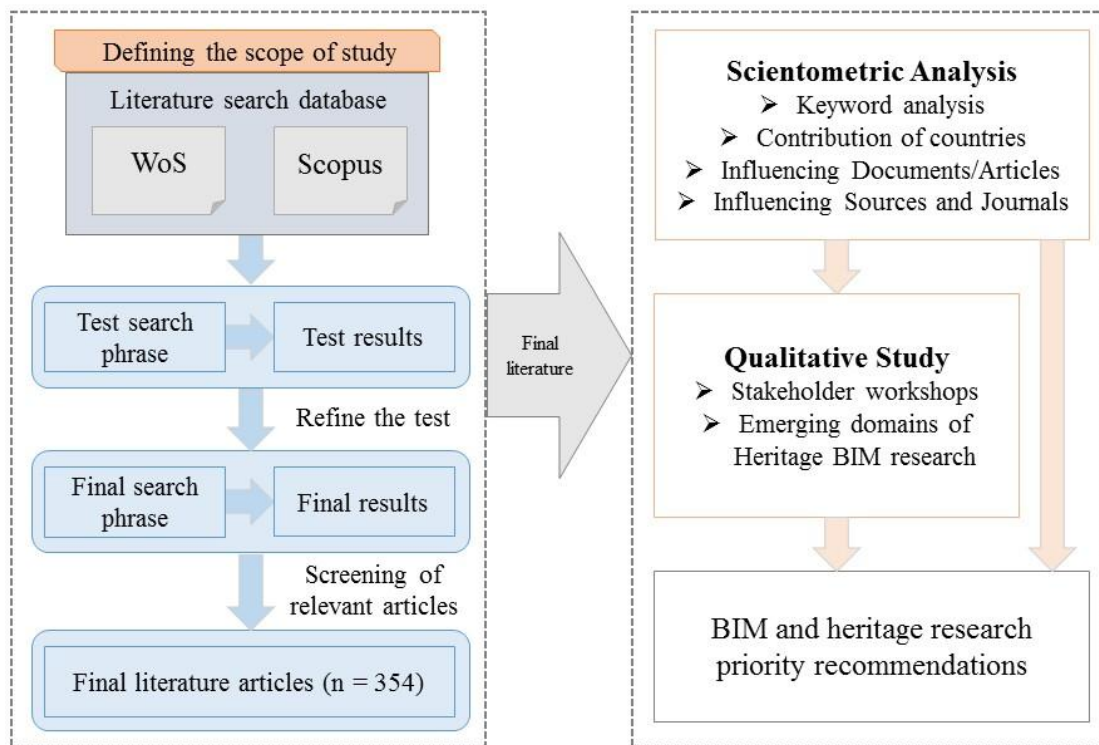 Defining the scope of study
Literature search database
WoS
Scopus
Test search
phrase
Test results
Refine the test
Final search
phrase
Final results
Screening of
relevant articles
Final literature articles (n = 354)
Final
literature
Scientometric Analysis
➢ Keyword analysis
➢ Contribution of countries
➢ Influencing Documents/Articles
➢ Influencing Sources and Journals
Qualitative Study
➢ Stakeholder workshops
➢ Emerging domains of
Heritage BIM research
BIM and heritage research
priority recommendations